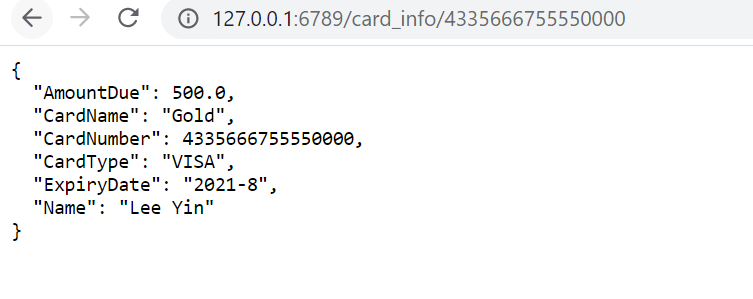 127.0.0.1:6789/card_info/4335666755550000
{
"AmountDue": 500.0,
"CardName": "Gold",
"CardNumber": 4335666755550000,
"CardType": "VISA",
"ExpiryDate": "2021-8",
"Name": "Lee Yin"
}